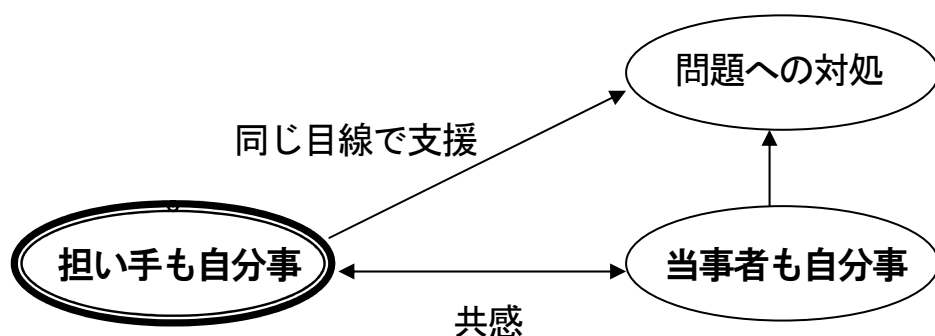 問題への対処
同じ目線で支援
担い手も自分事
当事者も自分事
共感